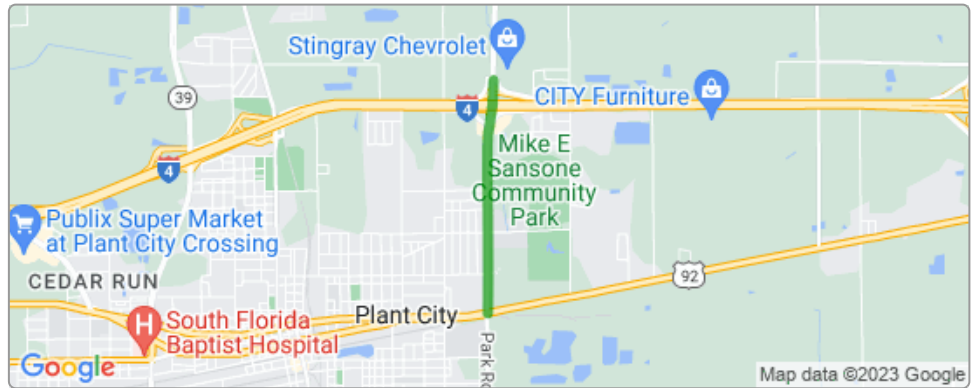 Stingray Chevrolet
39
4
CITY Furniture
Mike E
Sansone
Community
Park
4
Publix Super Market
at Plant City Crossing
CEDAR RUN
92
Plant City
South Florida
Baptist Hospital
H
Park
Google
Map data ©2023 Google